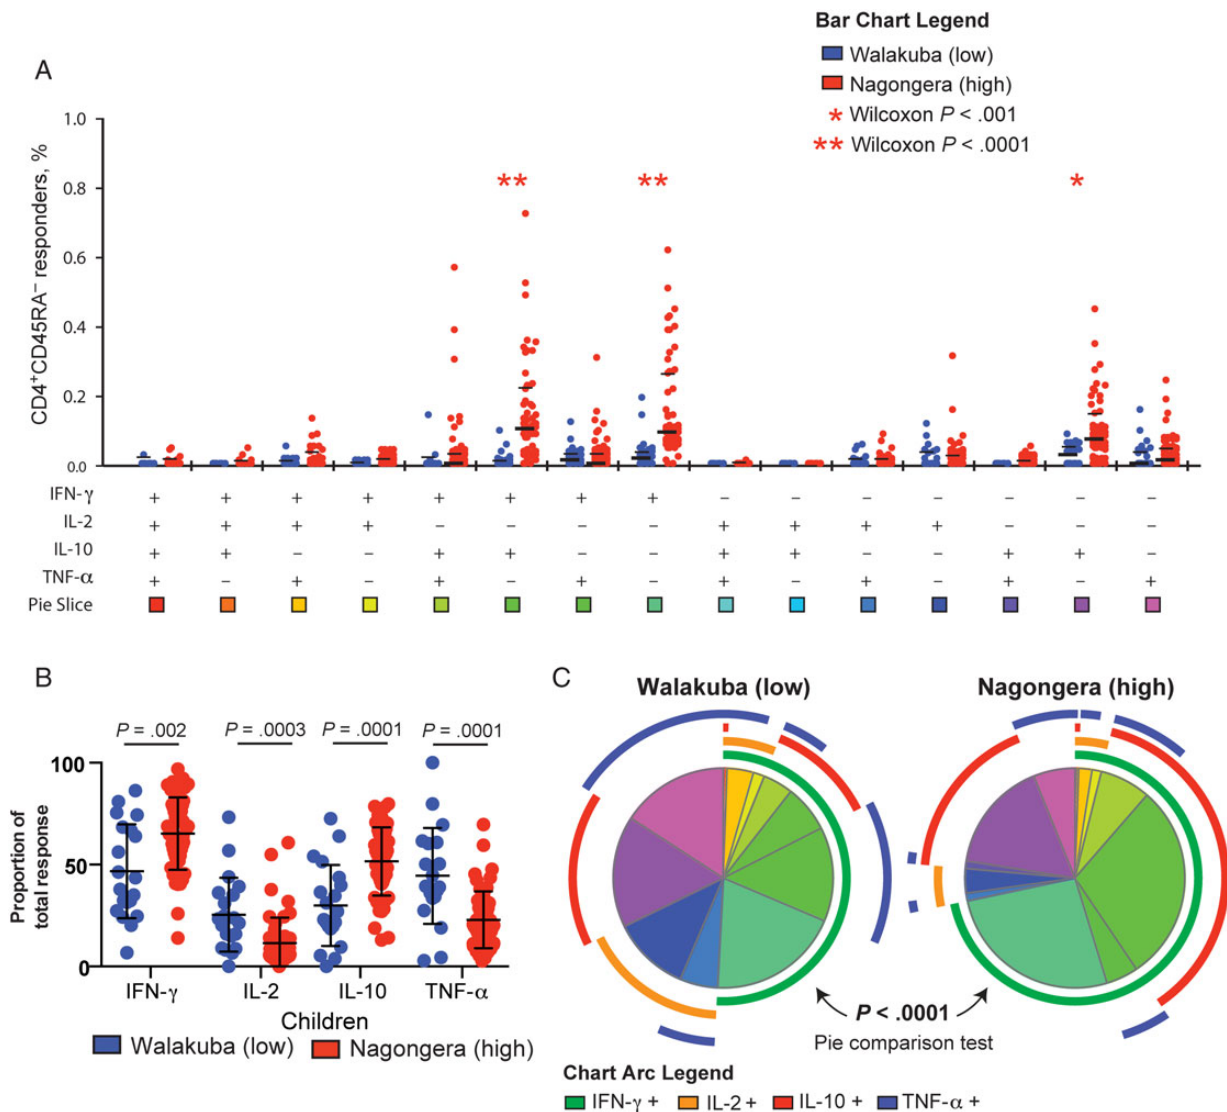 Bar Chart Legend
Walakuba (low)
Nagongera (high)
* Wilcoxon P < .001
** Wilcoxon P < .0001
A
CD4+CD45RA− responders, %
1.0
0.8
0.6
0.4
0.2
0.0
** ** *
IFN-γ + + + + + + + + − − − − − − −
IL-2 + + + + − − − − + + + + − − −
IL-10 + + − − + + − − + + − − + + −
TNF-α + − + − + − + − + − + − + − +
Pie Slice
B
P = .002 P = .0003 P = .0001 P = .0001
Proportion of
total response
100
50
0
IFN-γ IL-2 IL-10 TNF-α
Children
Walakuba (low) Nagongera (high)
C
Walakuba (low) Nagongera (high)
P < .0001
Pie comparison test
Chart Arc Legend
IFN-γ + IL-2 + IL-10 + TNF-α +